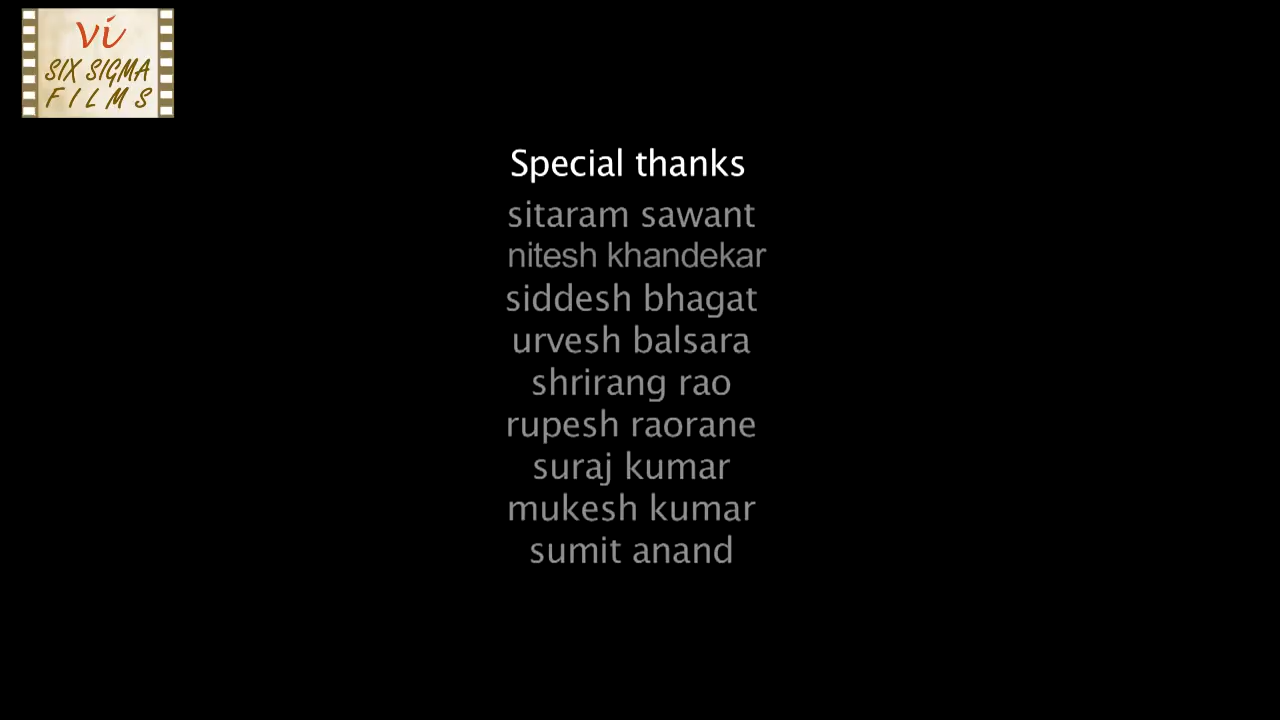 vi
SIX SIGMA
FILMS
Special thanks
sitaram sawant
nitesh khandekar
siddesh bhagat
urvesh balsara
shrirang rao
rupesh raorane
suraj kumar
mukesh kumar
sumit anand